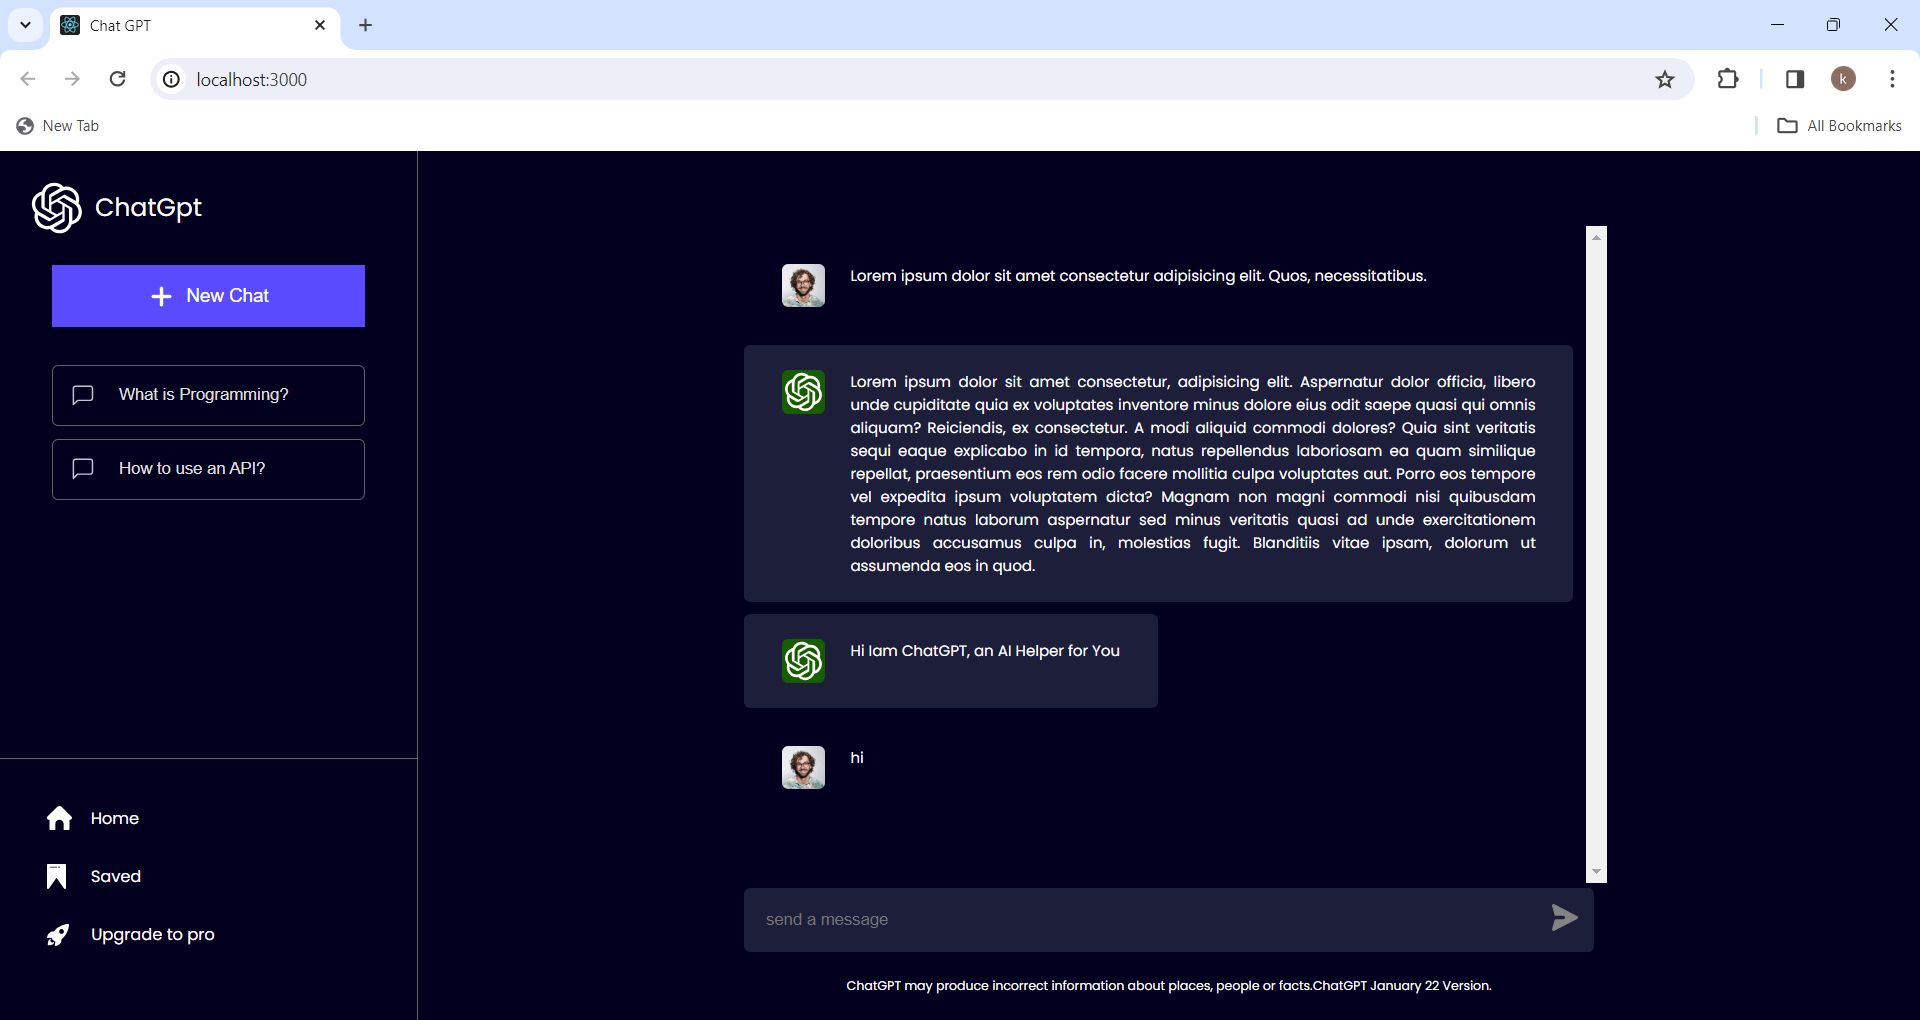 Chat GPT
localhost:3000
k
New Tab
All Bookmarks
ChatGpt
New Chat
What is Programming?
How to use an API?
Home
Saved
Upgrade to pro
Lorem ipsum dolor sit amet consectetur adipisicing elit. Quos, necessitatibus.
Lorem ipsum dolor sit amet consectetur, adipisicing elit. Aspernatur dolor officia, libero
unde cupiditate quia ex voluptates inventore minus dolore eius odit saepe quasi qui omnis
aliquam? Reiciendis, ex consectetur. A modi aliquid commodi dolores? Quia sint veritatis
sequi eaque explicabo in id tempora, natus repellendus laboriosam ea quam similique
repellat, praesentium eos rem odio facere mollitia culpa voluptates aut. Porro eos tempore
vel expedita ipsum voluptatem dicta? Magnam non magni commodi nisi quibusdam
tempore natus laborum aspernatur sed minus veritatis quasi ad unde exercitationem
doloribus accusamus culpa in, molestias fugit. Blanditiis vitae ipsam, dolorum ut
assumenda eos in quod.
Hi Iam ChatGPT, an AI Helper for You
hi
send a message
ChatGPT may produce incorrect information about places, people or facts.ChatGPT January 22 Version.